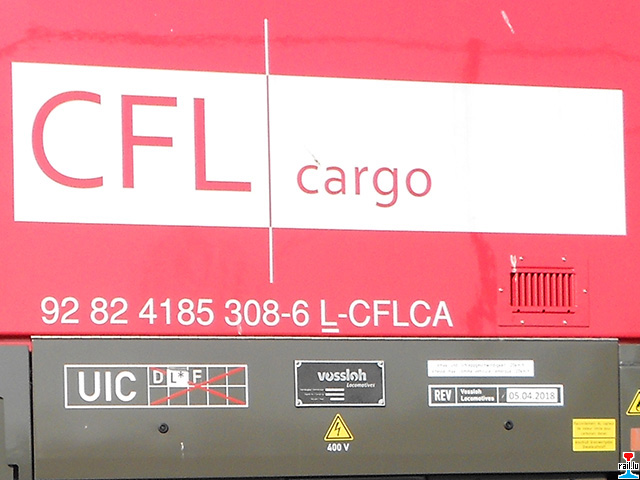 CFL cargo
92 82 4185 308-6 L-CFLCA
UIC
D L F
vossloh
Locomotives
REV Vossloh Locomotives / 05.04.2018
400 V
rail.lu